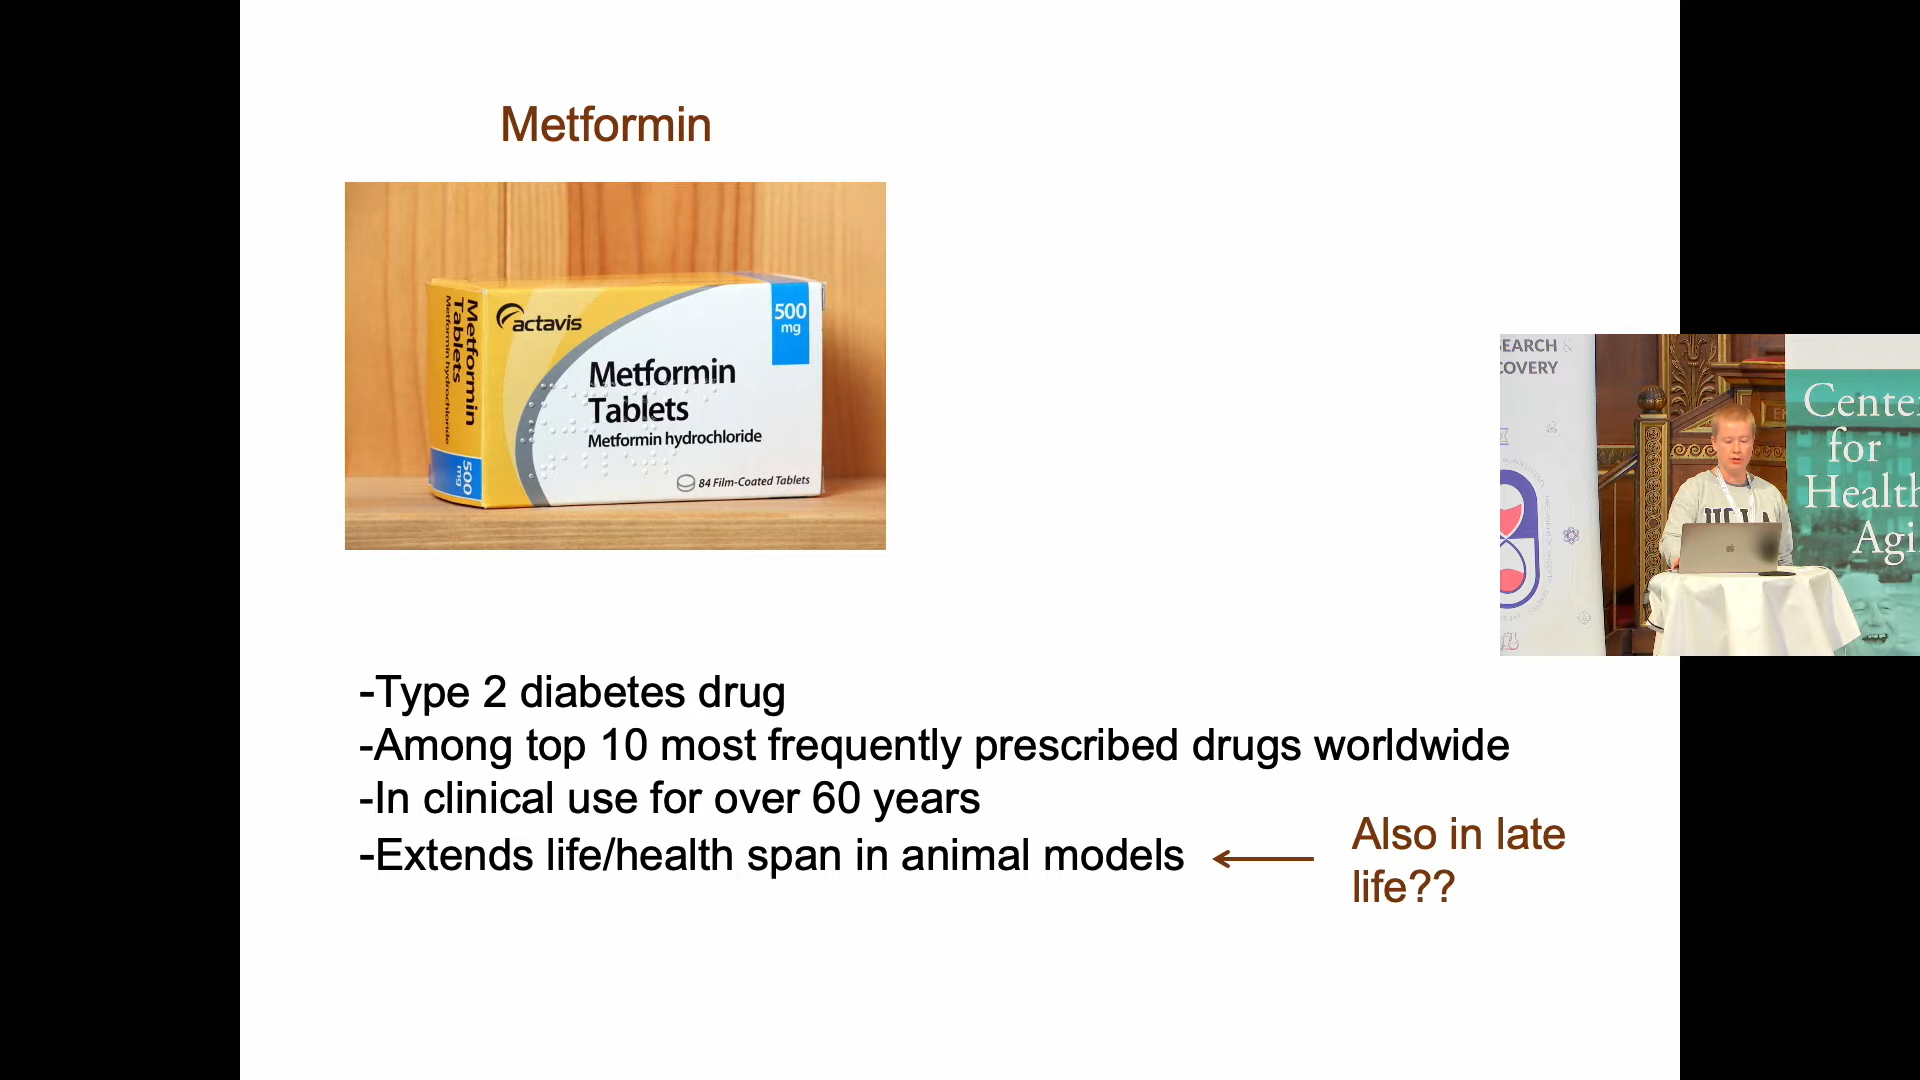 Metformin
Metformin
Tablets
Metformin hydrochloride
500
mg
actavis
500
mg
Metformin
Tablets
Metformin hydrochloride
84 Film-Coated Tablets
-Type 2 diabetes drug
-Among top 10 most frequently prescribed drugs worldwide
-In clinical use for over 60 years
-Extends life/health span in animal models
Also in late
life??
EARCH &
COVERY
Cente
for
Health
Agi